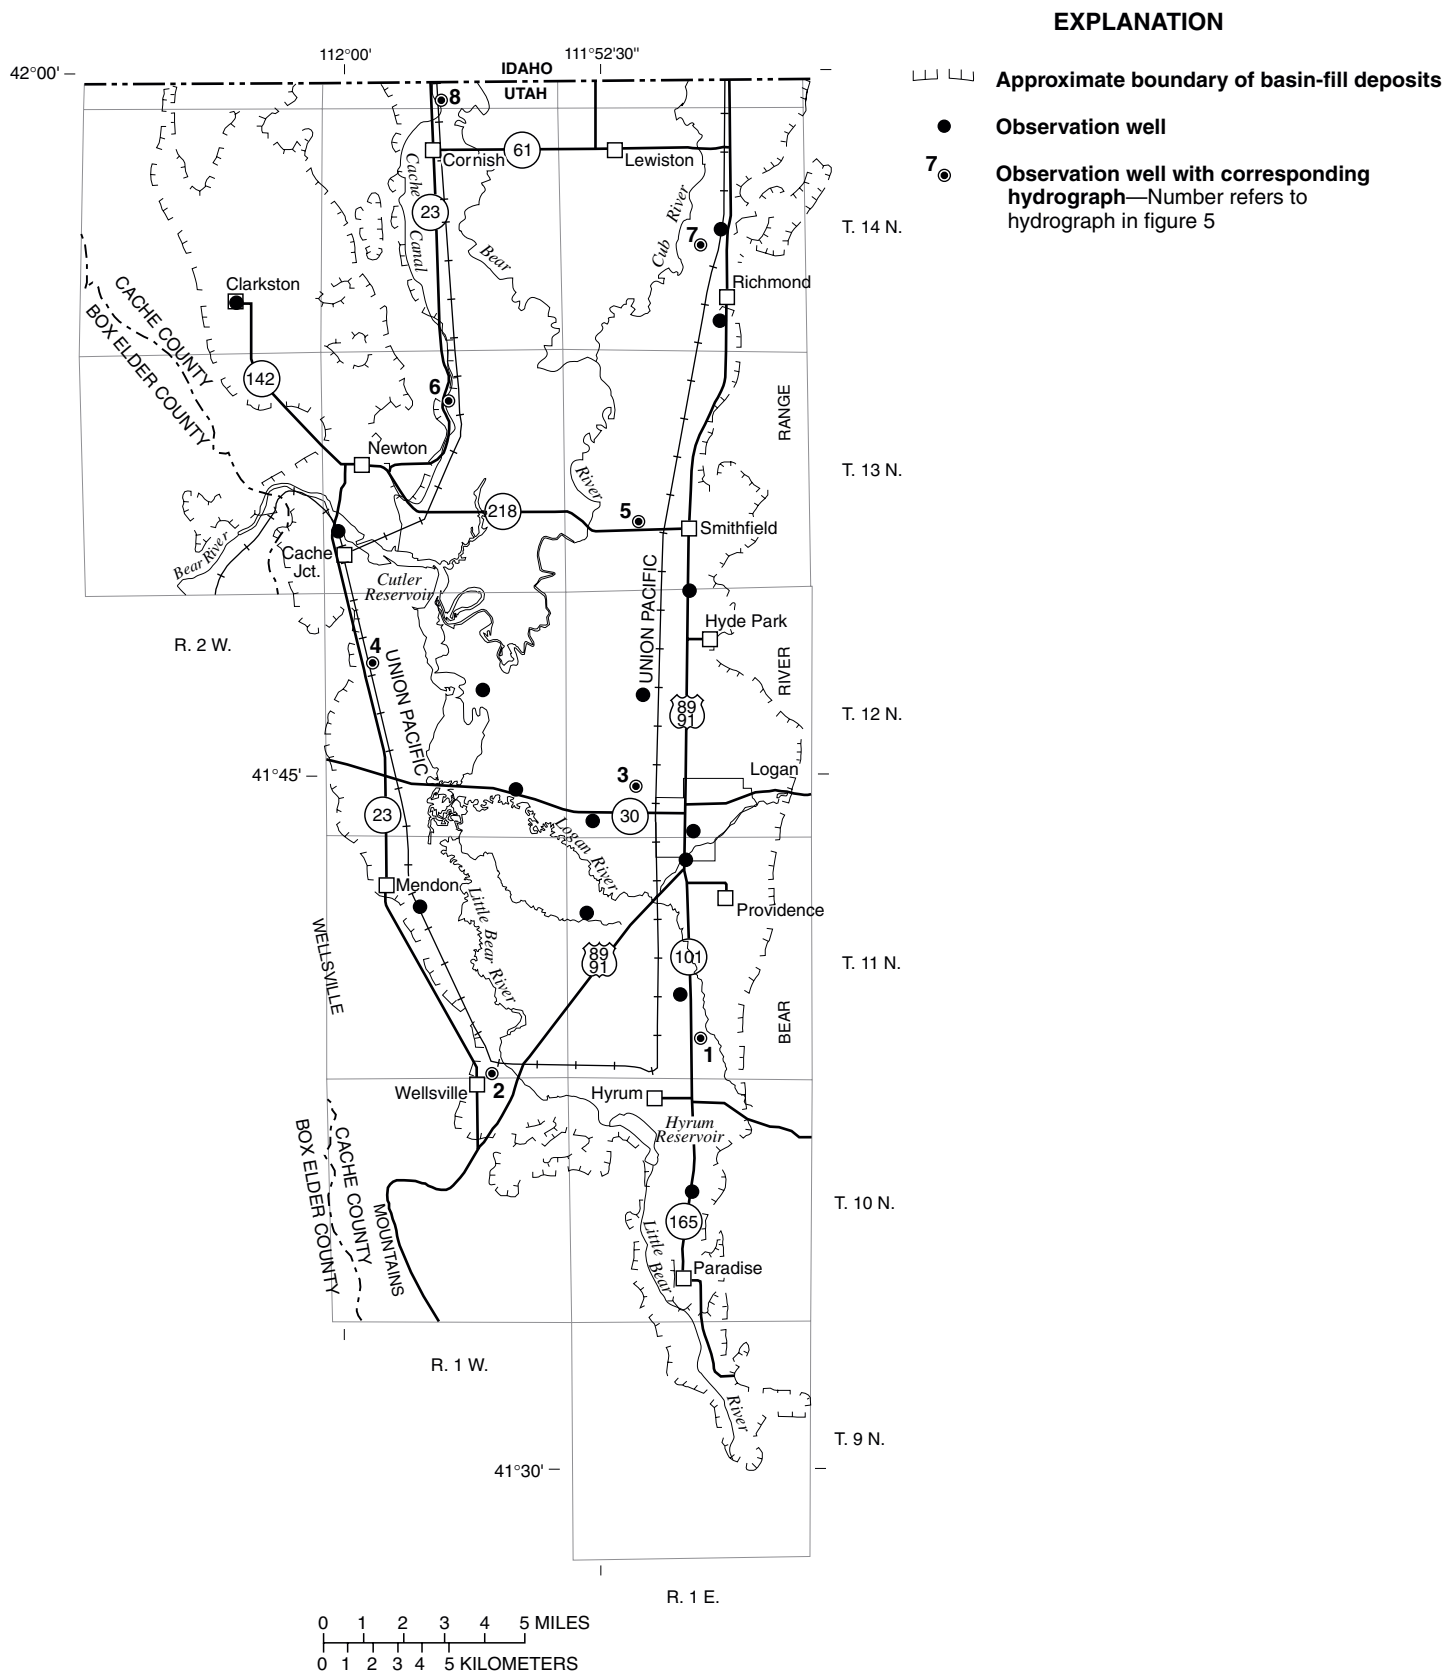 EXPLANATION
Approximate boundary of basin-fill deposits
Observation well
7
Observation well with corresponding
hydrograph—Number refers to
hydrograph in figure 5
112°00'
111°52'30"
42°00'
IDAHO
UTAH
8
Cornish
61
Lewiston
Cache
Canal
23
Bear
Cub
River
7
T. 14 N.
Richmond
Clarkston
CACHE COUNTY
BOX ELDER COUNTY
142
6
RANGE
Newton
T. 13 N.
River
218
5
Smithfield
Bear River
Cache
Jct.
Cutler
Reservoir
UNION PACIFIC
Hyde Park
R. 2 W.
4
UNION PACIFIC
RIVER
89
91
T. 12 N.
41°45'
3
Logan
23
30
Logan River
Mendon
Little Bear River
Providence
WELLSVILLE
89
91
101
T. 11 N.
BEAR
1
2
Wellsville
Hyrum
Hyrum
Reservoir
CACHE COUNTY
BOX ELDER COUNTY
MOUNTAINS
T. 10 N.
165
Little
Bear
Paradise
R. 1 W.
River
T. 9 N.
41°30'
R. 1 E.
0 1 2 3 4 5 MILES
0 1 2 3 4 5 KILOMETERS